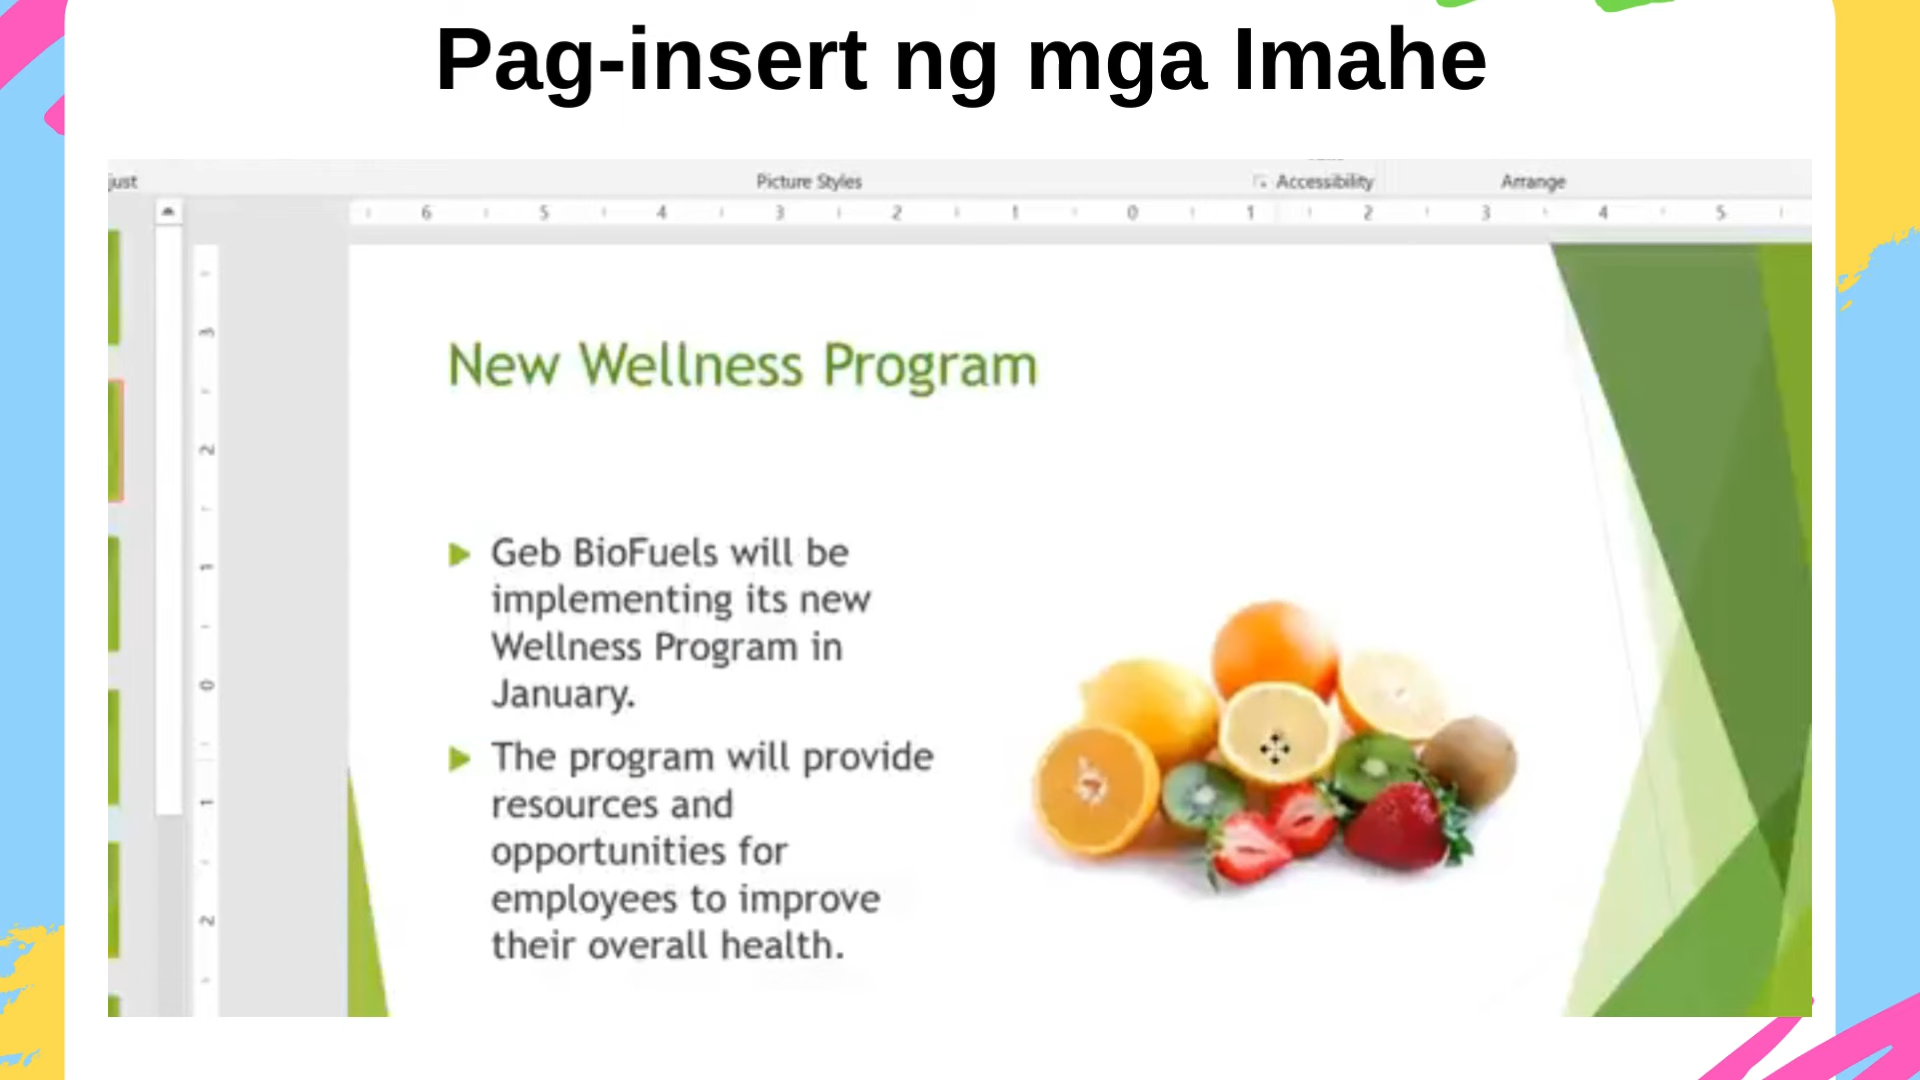 Pag-insert ng mga Imahe
just Picture Styles Accessibility Arrange
6 5 4 3 2 1 0 1 2 3 4 5
3
2
1
0
1
2
New Wellness Program
Geb BioFuels will be
implementing its new
Wellness Program in
January.
The program will provide
resources and
opportunities for
employees to improve
their overall health.